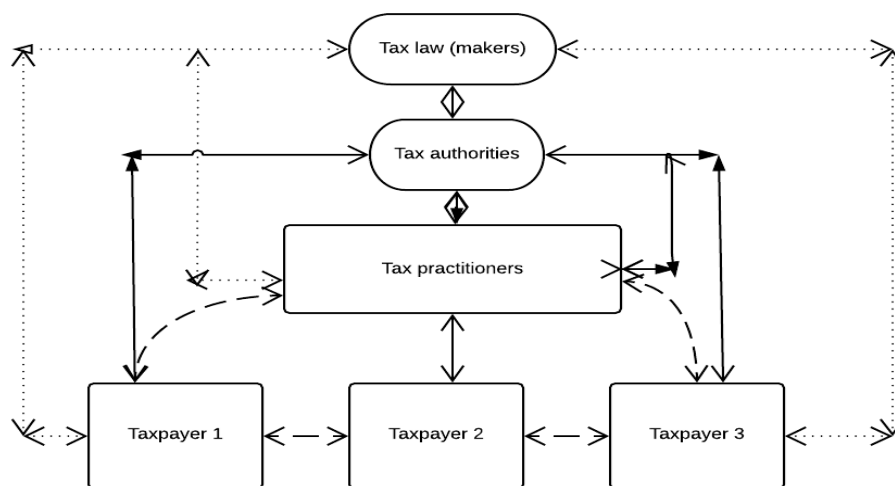 Tax law (makers)
Tax authorities
Tax practitioners
Taxpayer 1
Taxpayer 2
Taxpayer 3